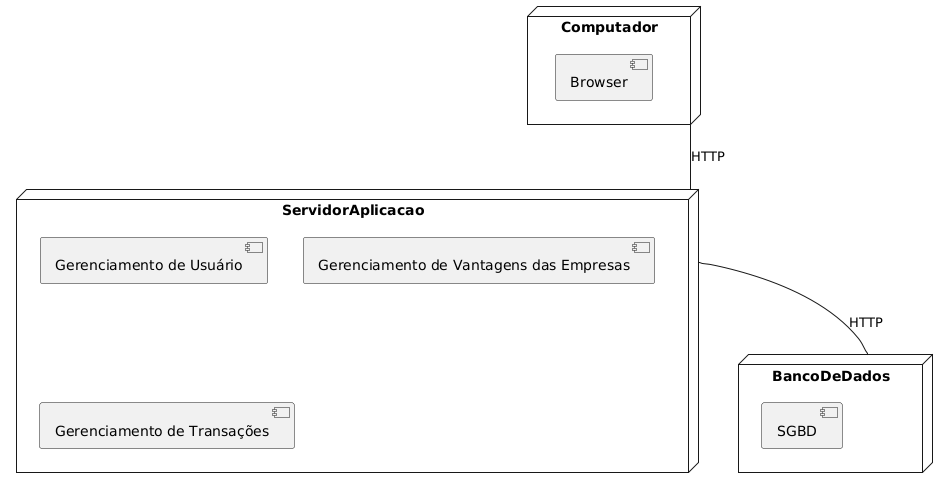 Computador
Browser
HTTP
ServidorAplicacao
Gerenciamento de Usuário
Gerenciamento de Vantagens das Empresas
HTTP
BancoDeDados
Gerenciamento de Transações
SGBD